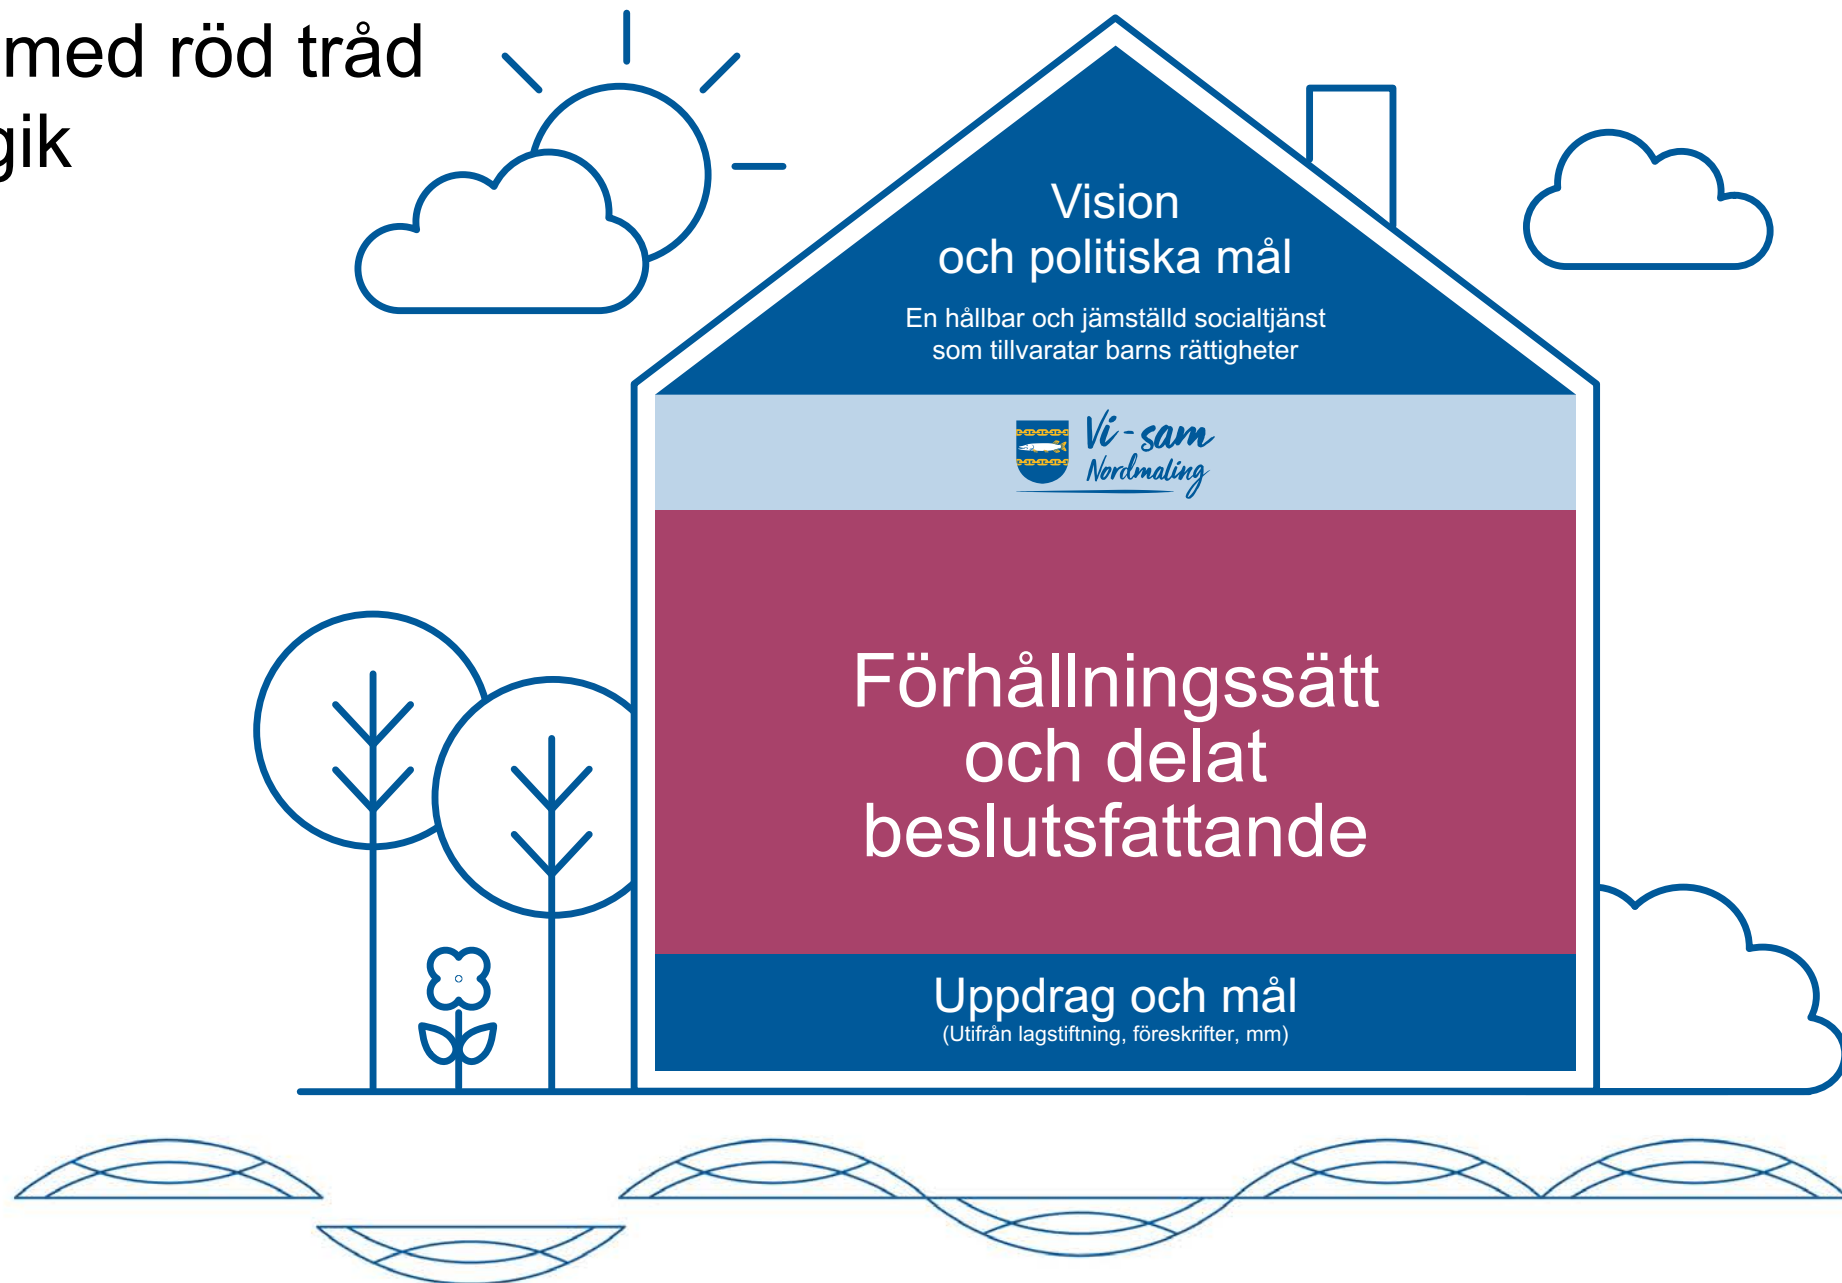 med röd tråd
gik
Vision
och politiska mål
En hållbar och jämställd socialtjänst
som tillvaratar barns rättigheter
Vi-sam
Nordmaling
Förhållningssätt
och delat
beslutsfattande
Uppdrag och mål
(Utifrån lagstiftning, föreskrifter, mm)